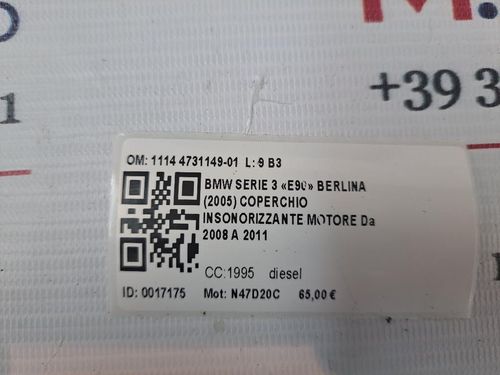 +39 3
OM: 1114 4731149-01 L: 9 B3
BMW SERIE 3 «E90» BERLINA
(2005) COPERCHIO
INSONORIZZANTE MOTORE Da
2008 A 2011
CC:1995 diesel
ID: 0017175 Mot: N47D20C 65,00 €